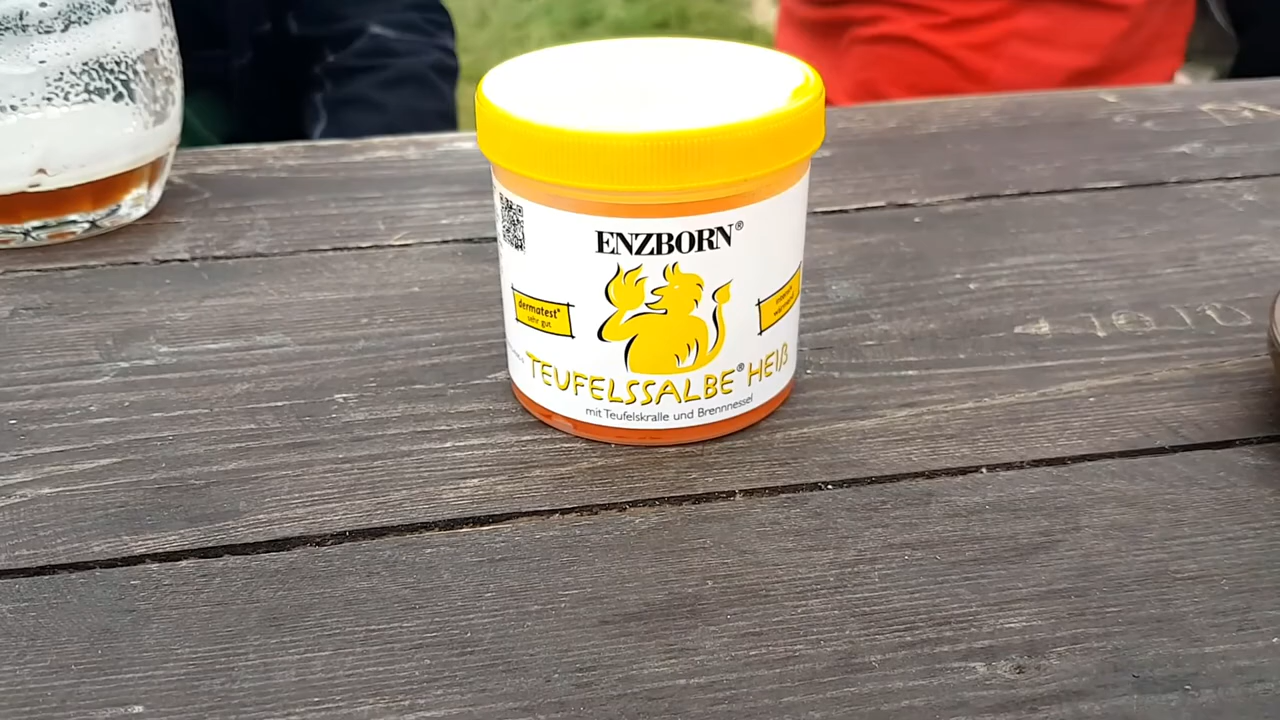 ENZBORN®
dermatest®
sehr gut
TEUFELSSALBE® HEIß
mit Teufelskralle und Brennnessel